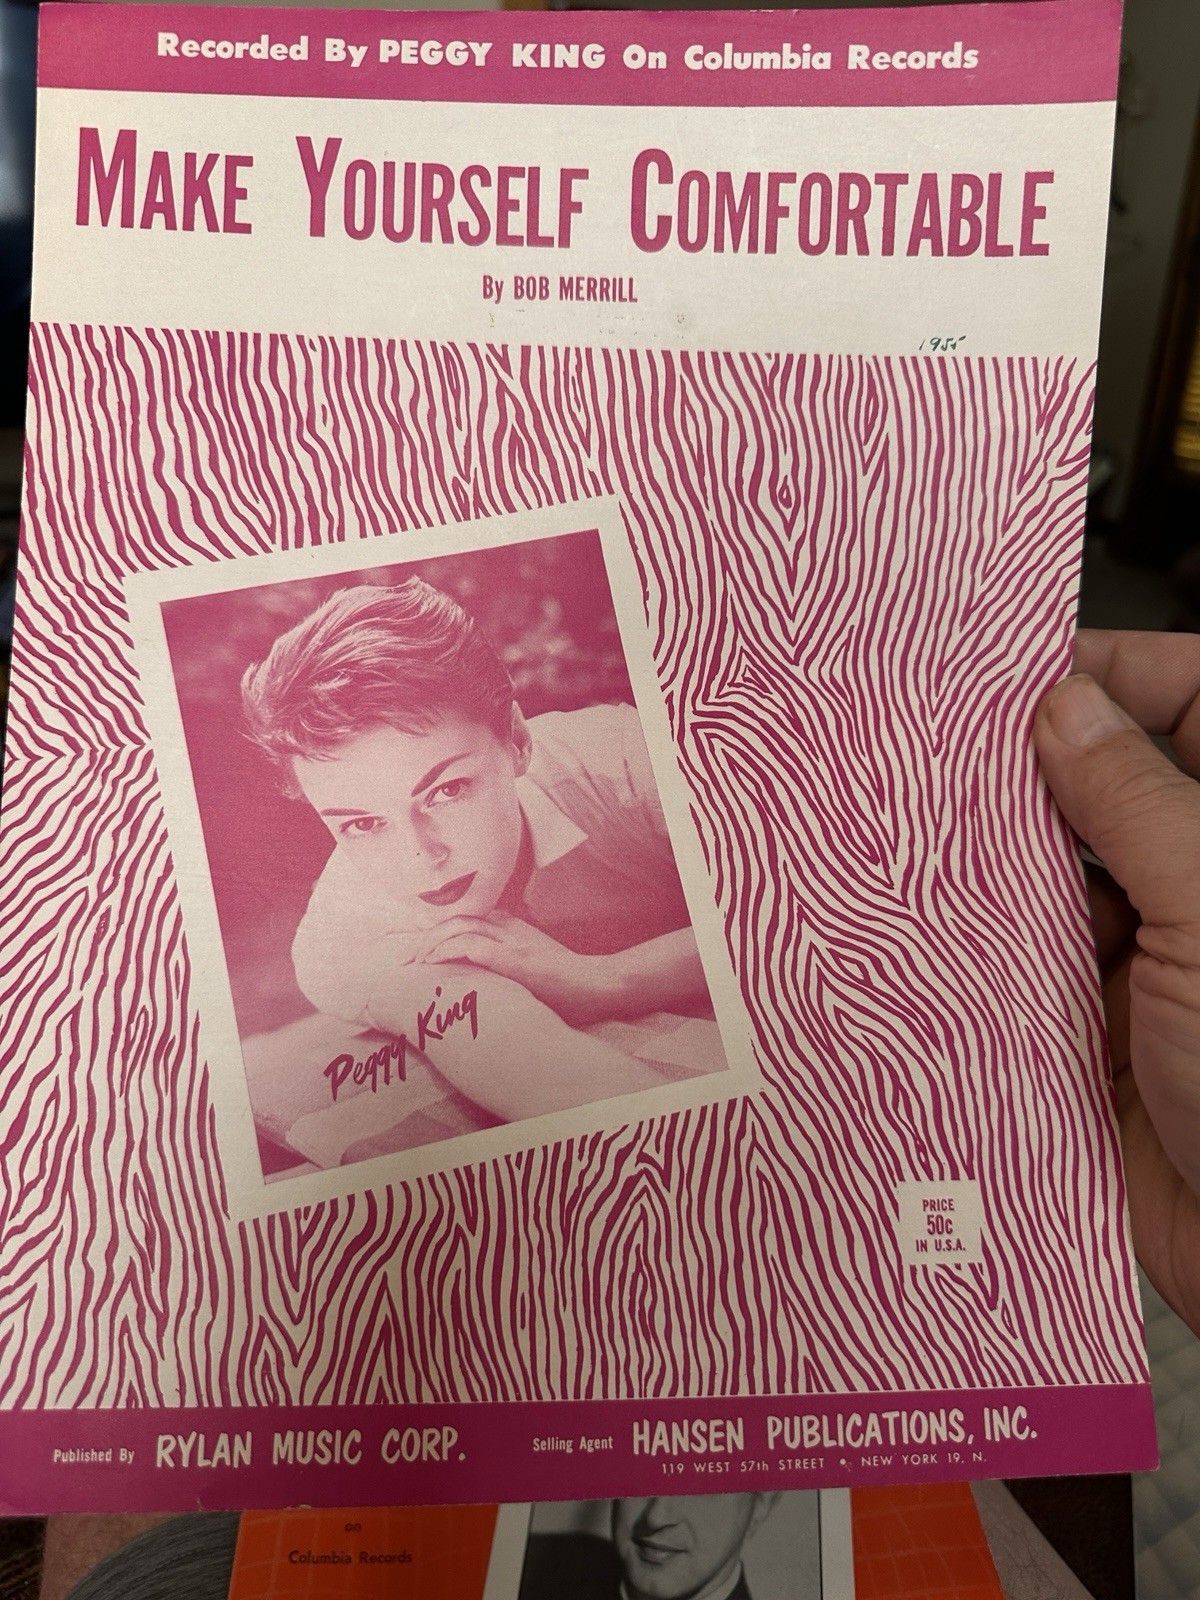 Recorded By PEGGY KING On Columbia Records
MAKE YOURSELF COMFORTABLE
By BOB MERRILL
1955
Peggy King
PRICE
50c
IN U.S.A.
Published By RYLAN MUSIC CORP.
Selling Agent HANSEN PUBLICATIONS, INC.
119 WEST 57th STREET • NEW YORK 19, N.
on
Columbia Records